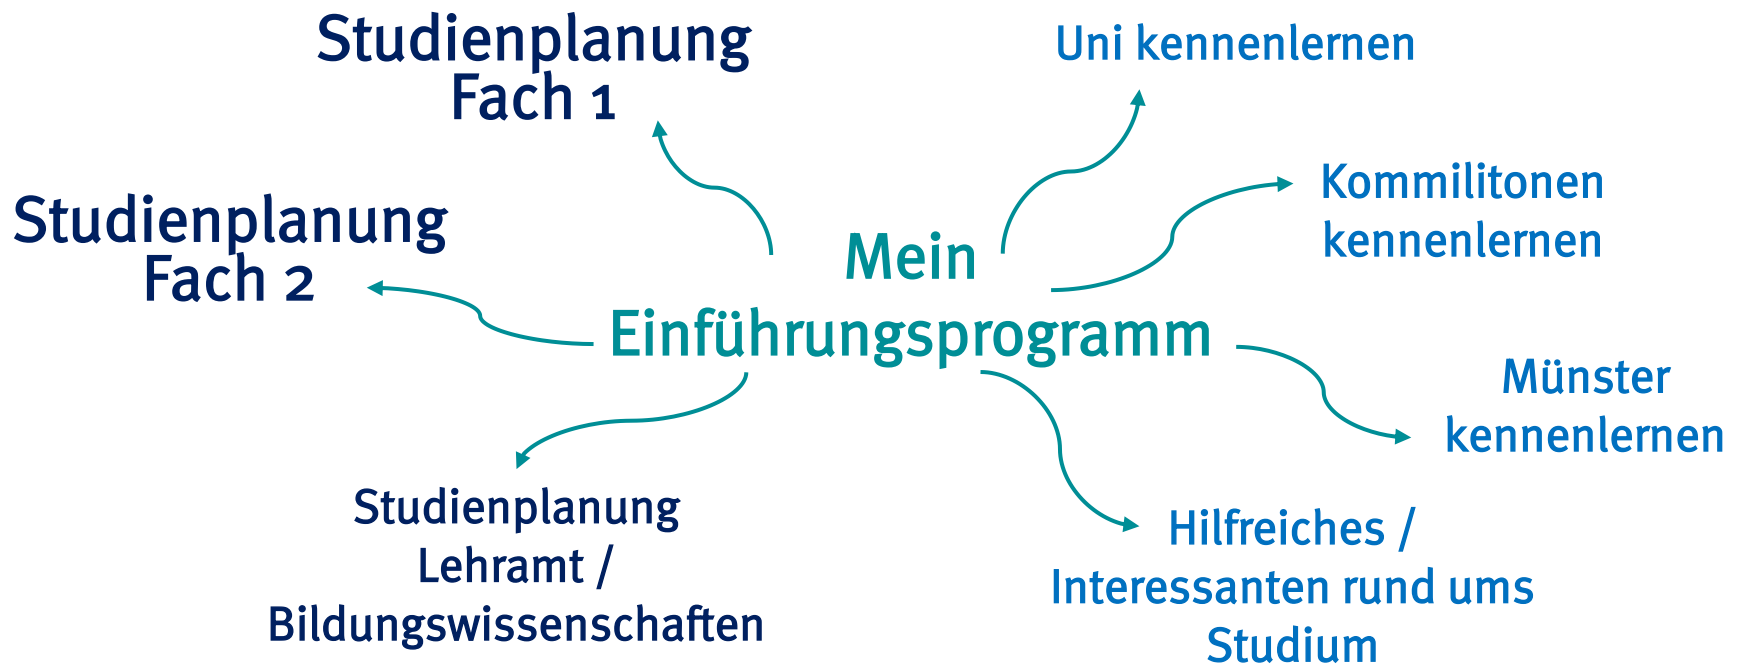 Studienplanung
Fach 1
Uni kennenlernen
Kommilitonen
kennenlernen
Studienplanung
Fach 2
Mein
Einführungsprogramm
Münster
kennenlernen
Studienplanung
Lehramt /
Bildungswissenschaften
Hilfreiches /
Interessanten rund ums
Studium